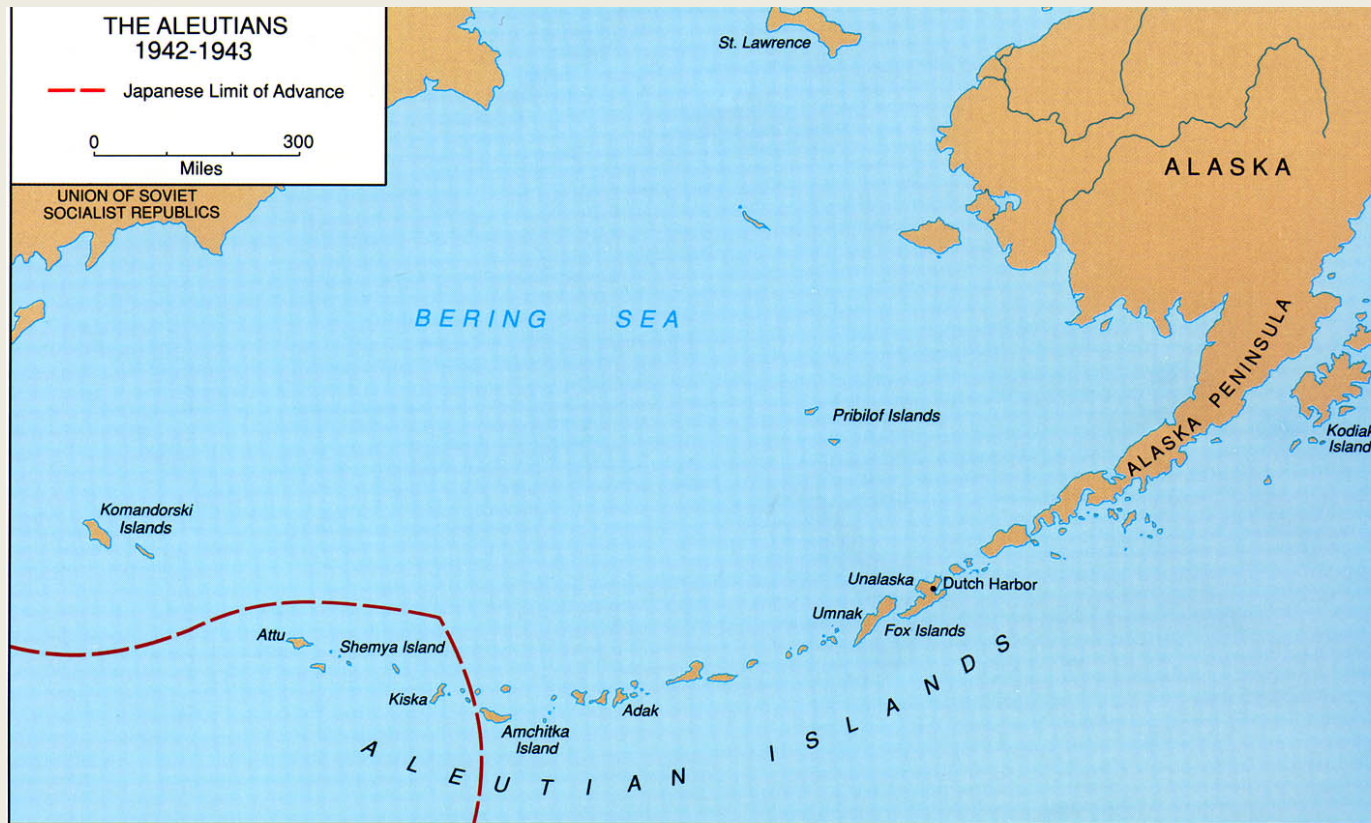 THE ALEUTIANS
1942-1943
Japanese Limit of Advance
0 300
Miles
UNION OF SOVIET
SOCIALIST REPUBLICS
St. Lawrence
ALASKA
BERING SEA
ALASKA PENINSULA
Pribilof Islands
Kodiak
Island
Komandorski
Islands
Unalaska
Dutch Harbor
Umnak
Fox Islands
Attu
Shemya Island
Kiska
Adak
Amchitka
Island
ALEUTIAN ISLANDS